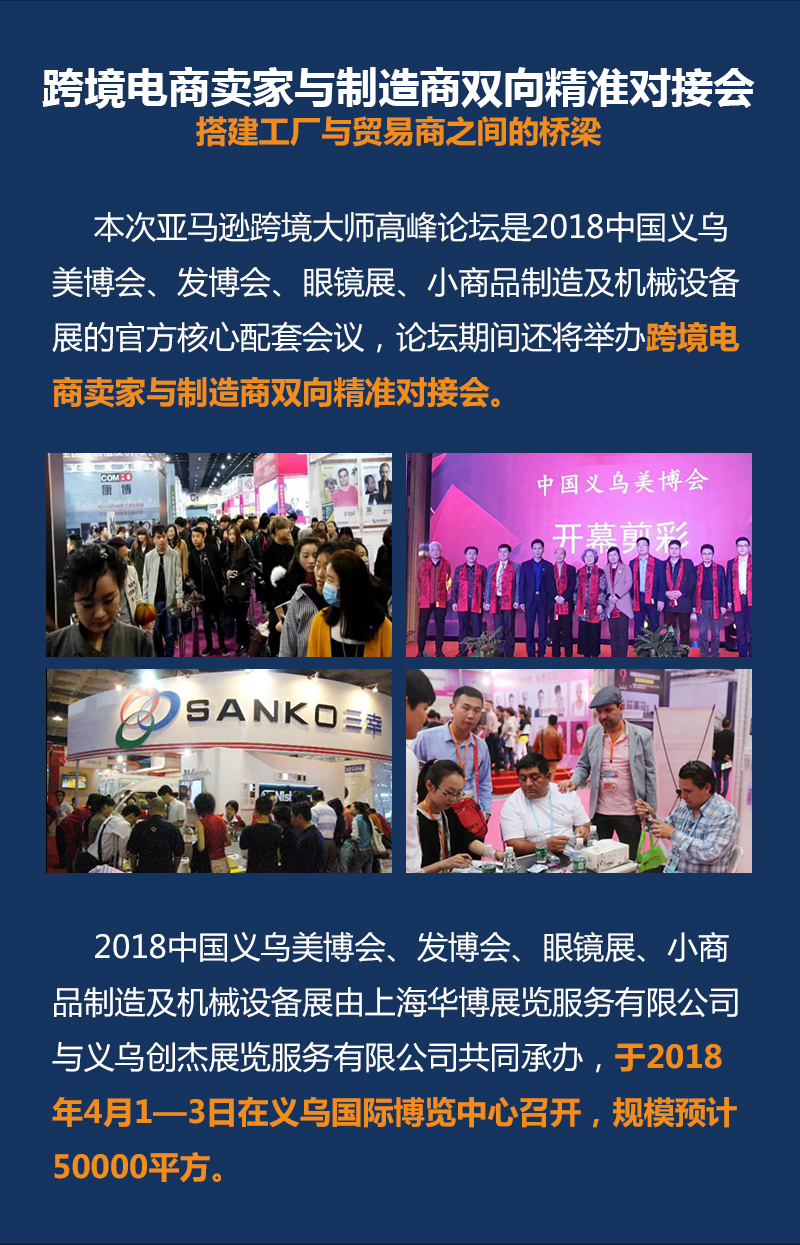 跨境电商卖家与制造商双向精准对接会
搭建工厂与贸易商之间的桥梁
本次亚马逊跨境大师高峰论坛是2018中国义乌
美博会、发博会、眼镜展、小商品制造及机械设备
展的官方核心配套会议，论坛期间还将举办跨境电
商卖家与制造商双向精准对接会。
康博
中国义乌美博会
开幕剪彩
SANKO三幸
2018中国义乌美博会、发博会、眼镜展、小商
品制造及机械设备展由上海华博展览服务有限公司
与义乌创杰展览服务有限公司共同承办，于2018
年4月1—3日在义乌国际博览中心召开，规模预计
50000平方。